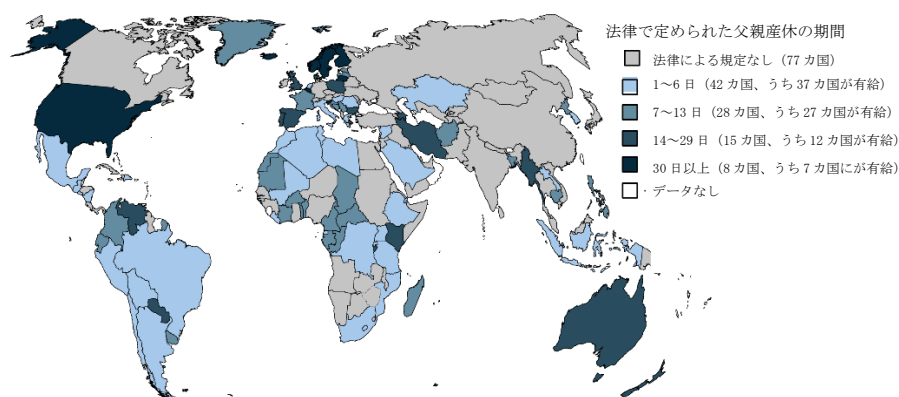 法律で定められた父親産休の期間
法律による規定なし（77 カ国）
1～6 日（42 カ国、うち 37 カ国が有給）
7～13 日（28 カ国、うち 27 カ国が有給）
14～29 日（15 カ国、うち 12 カ国が有給）
30 日以上（8 カ国、うち 7 カ国にが有給）
・データなし